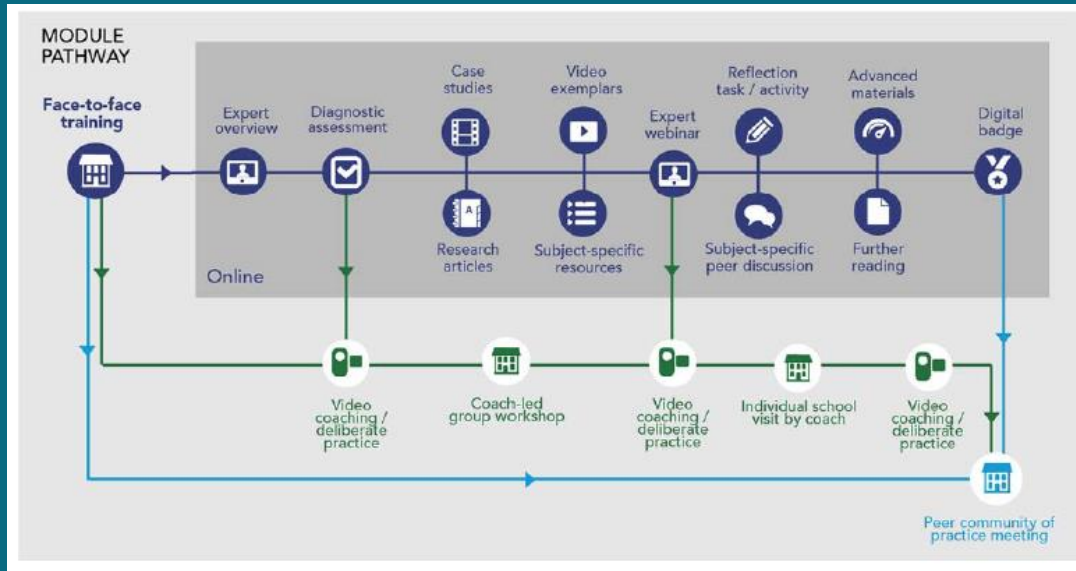 MODULE
PATHWAY
Face-to-face
training
Expert
overview
Diagnostic
assessment
Case
studies
Research
articles
Video
exemplars
Subject-specific
resources
Expert
webinar
Reflection
task / activity
Subject-specific
peer discussion
Advanced
materials
Further
reading
Digital
badge
A
Online
Video
coaching /
deliberate
practice
Coach-led
group workshop
Video
coaching /
deliberate
practice
Individual school
visit by coach
Video
coaching /
deliberate
practice
Peer community of
practice meeting